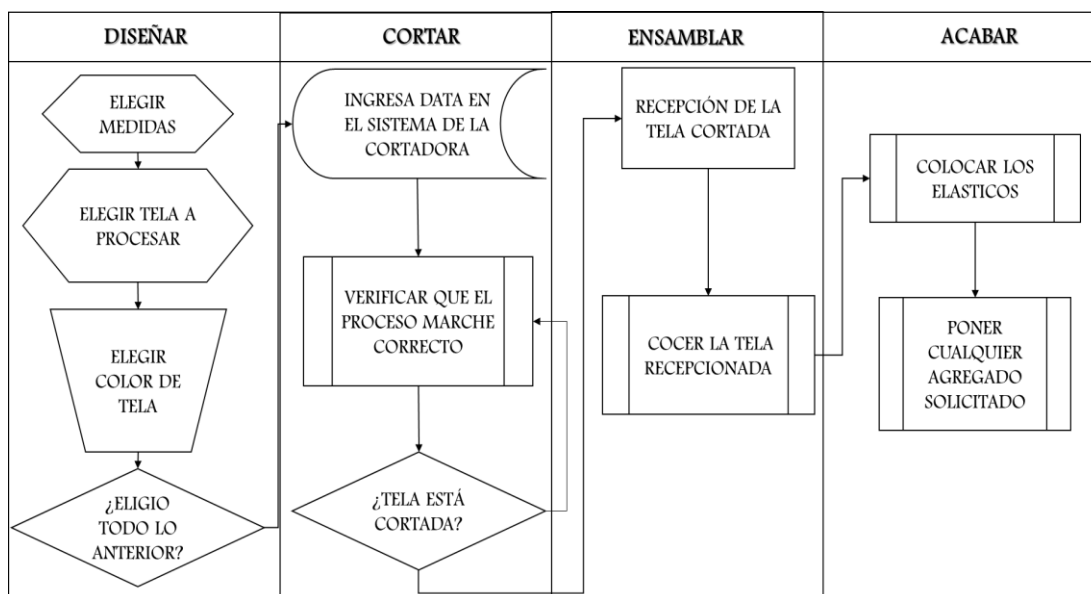 DISEÑAR
CORTAR
ENSAMBLAR
ACABAR
ELEGIR
MEDIDAS
ELEGIR TELA A
PROCESAR
ELEGIR
COLOR DE
TELA
¿ELIGIO
TODO LO
ANTERIOR?
INGRESA DATA EN
EL SISTEMA DE LA
CORTADORA
VERIFICAR QUE EL
PROCESO MARCHE
CORRECTO
¿TELA ESTÁ
CORTADA?
RECEPCIÓN DE LA
TELA CORTADA
COCER LA TELA
RECEPCIONADA
COLOCAR LOS
ELASTICOS
PONER
CUALQUIER
AGREGADO
SOLICITADO